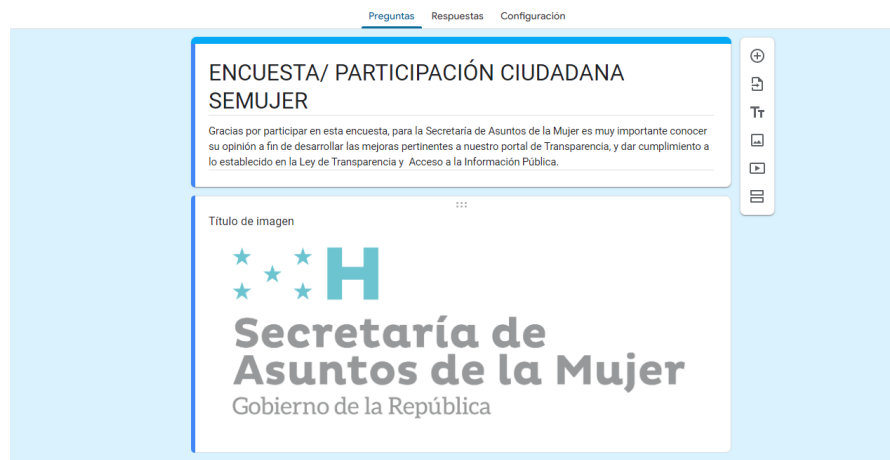 Preguntas Respuestas Configuración
ENCUESTA/ PARTICIPACIÓN CIUDADANA
SEMUJER
Gracias por participar en esta encuesta, para la Secretaría de Asuntos de la Mujer es muy importante conocer
su opinión a fin de desarrollar las mejoras pertinentes a nuestro portal de Transparencia, y dar cumplimiento a
lo establecido en la Ley de Transparencia y Acceso a la Información Pública.
Título de imagen
H
Secretaría de
Asuntos de la Mujer
Gobierno de la República